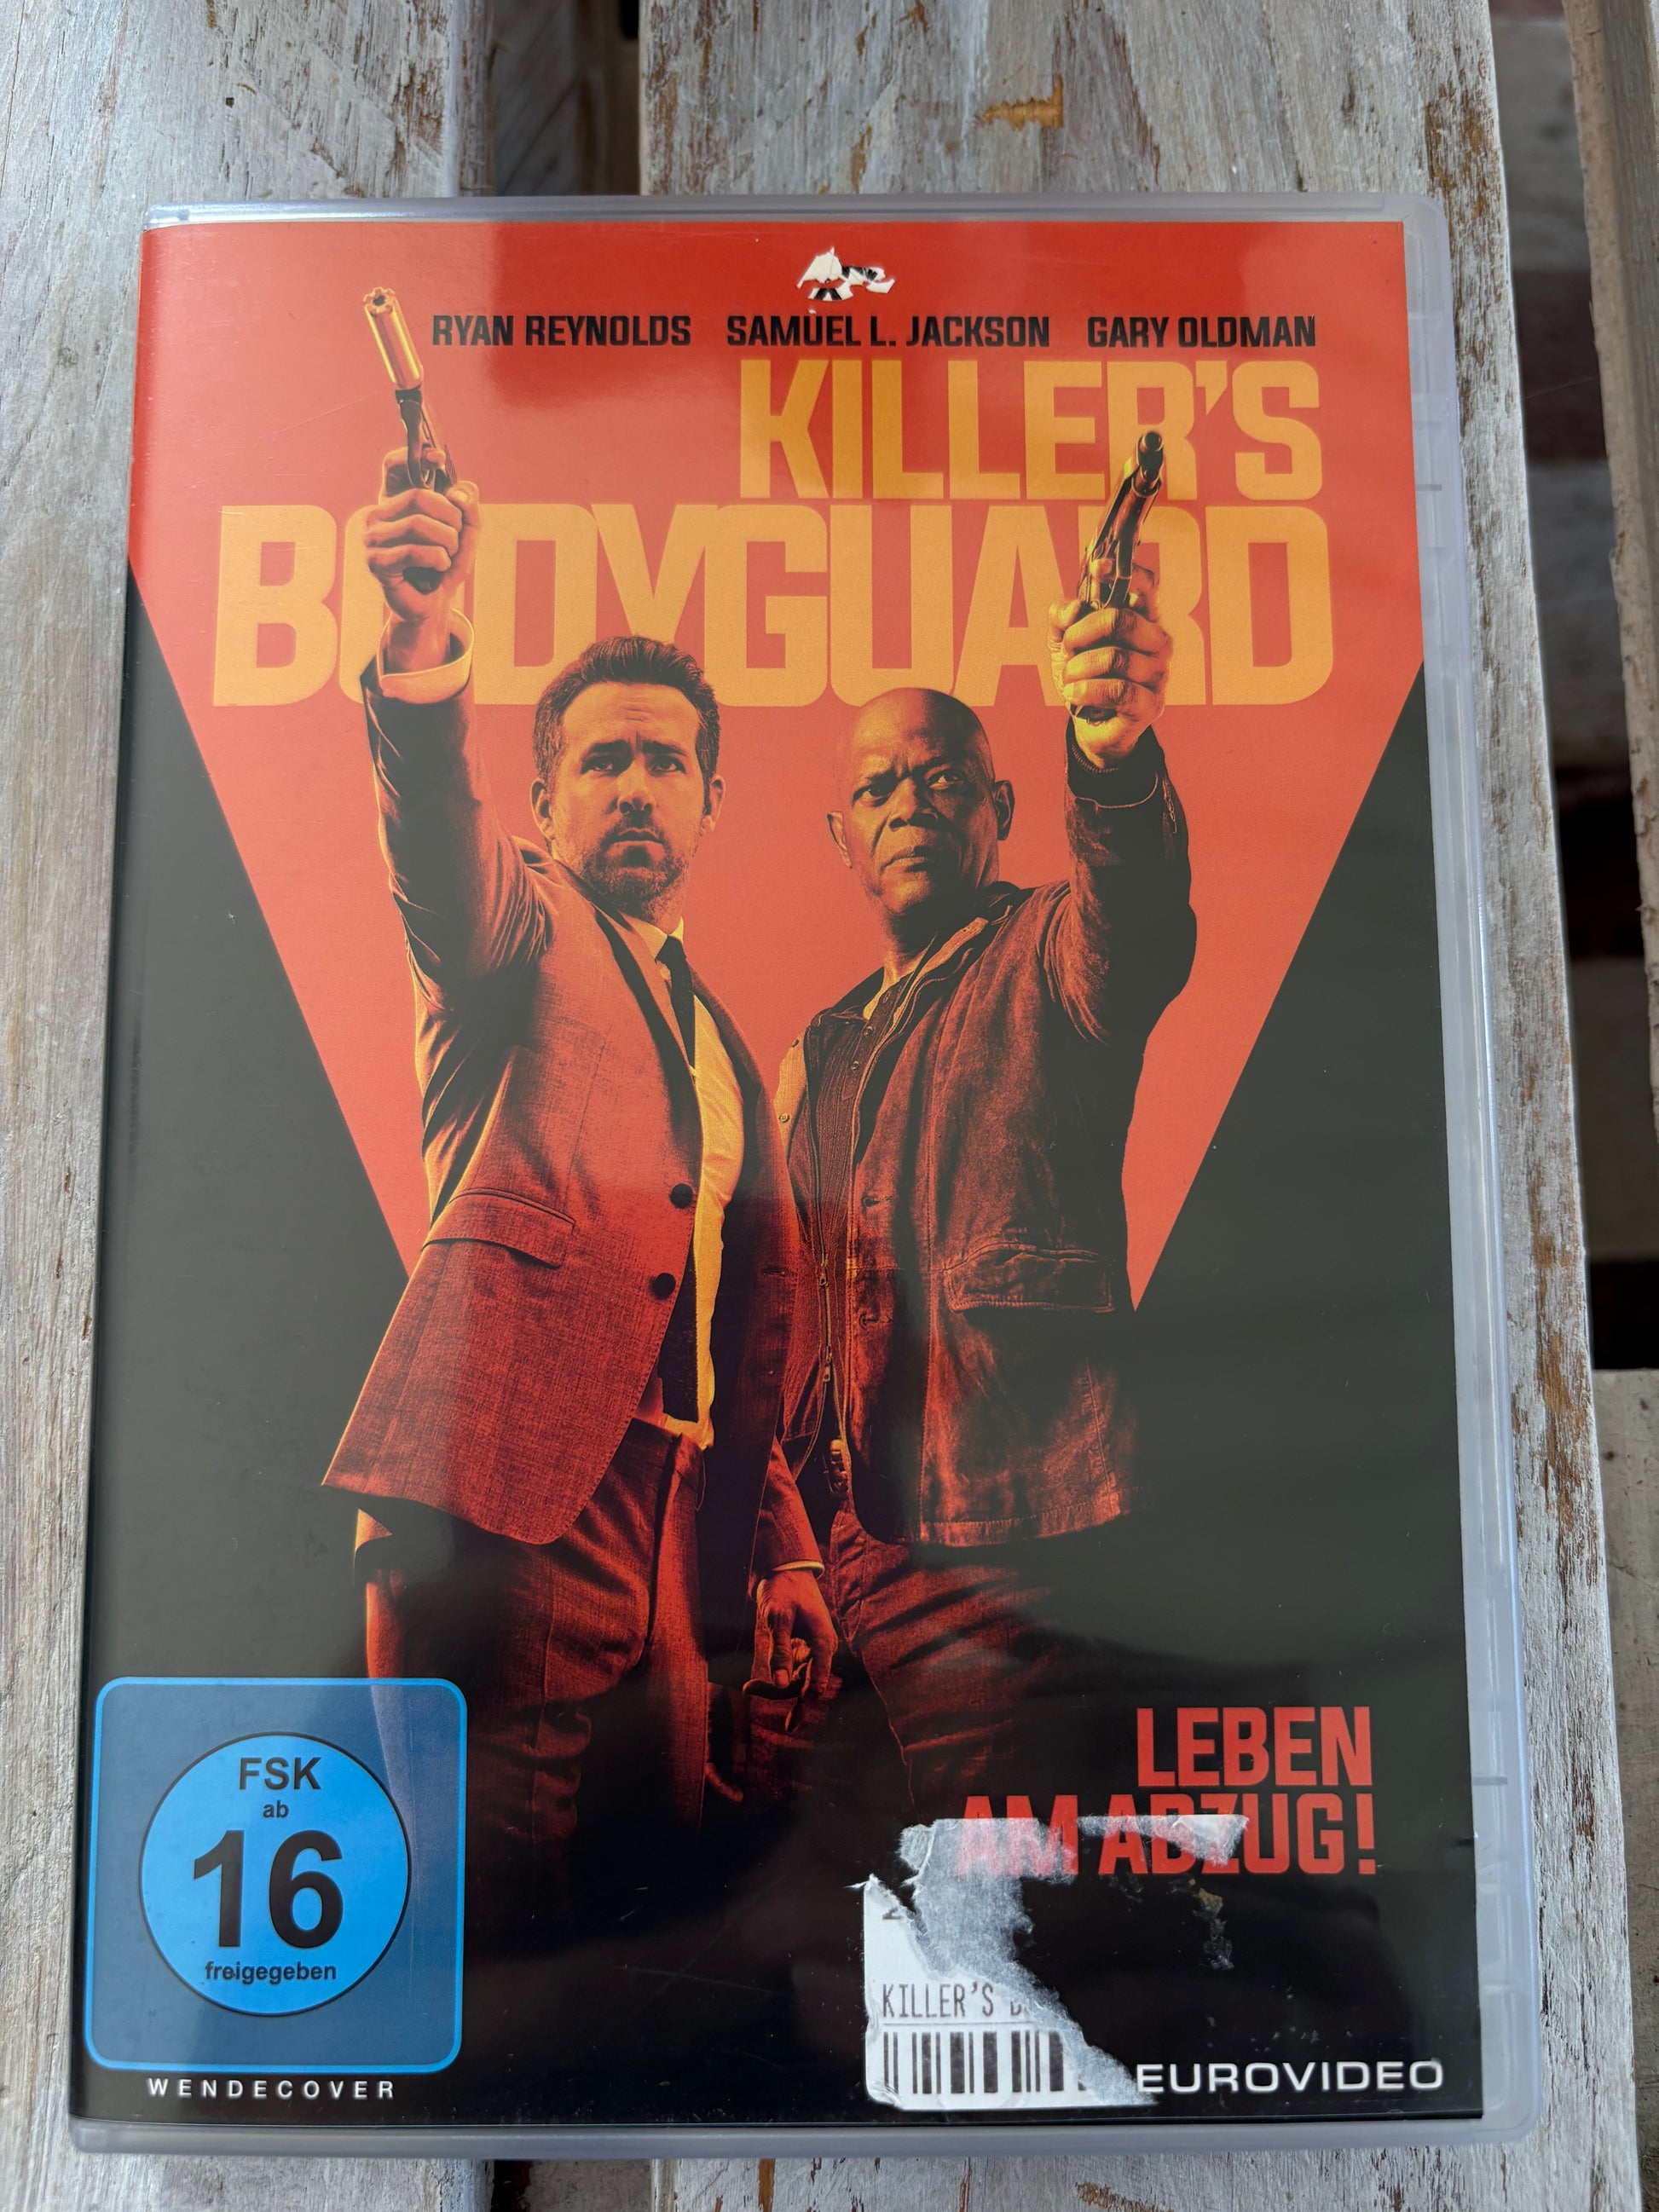 RYAN REYNOLDS SAMUEL L. JACKSON GARY OLDMAN
KILLER'S
BODYGUARD
LEBEN
AM ABZUG!
FSK
ab
16
freigegeben
WENDECOVER
KILLER'S
EUROVIDEO